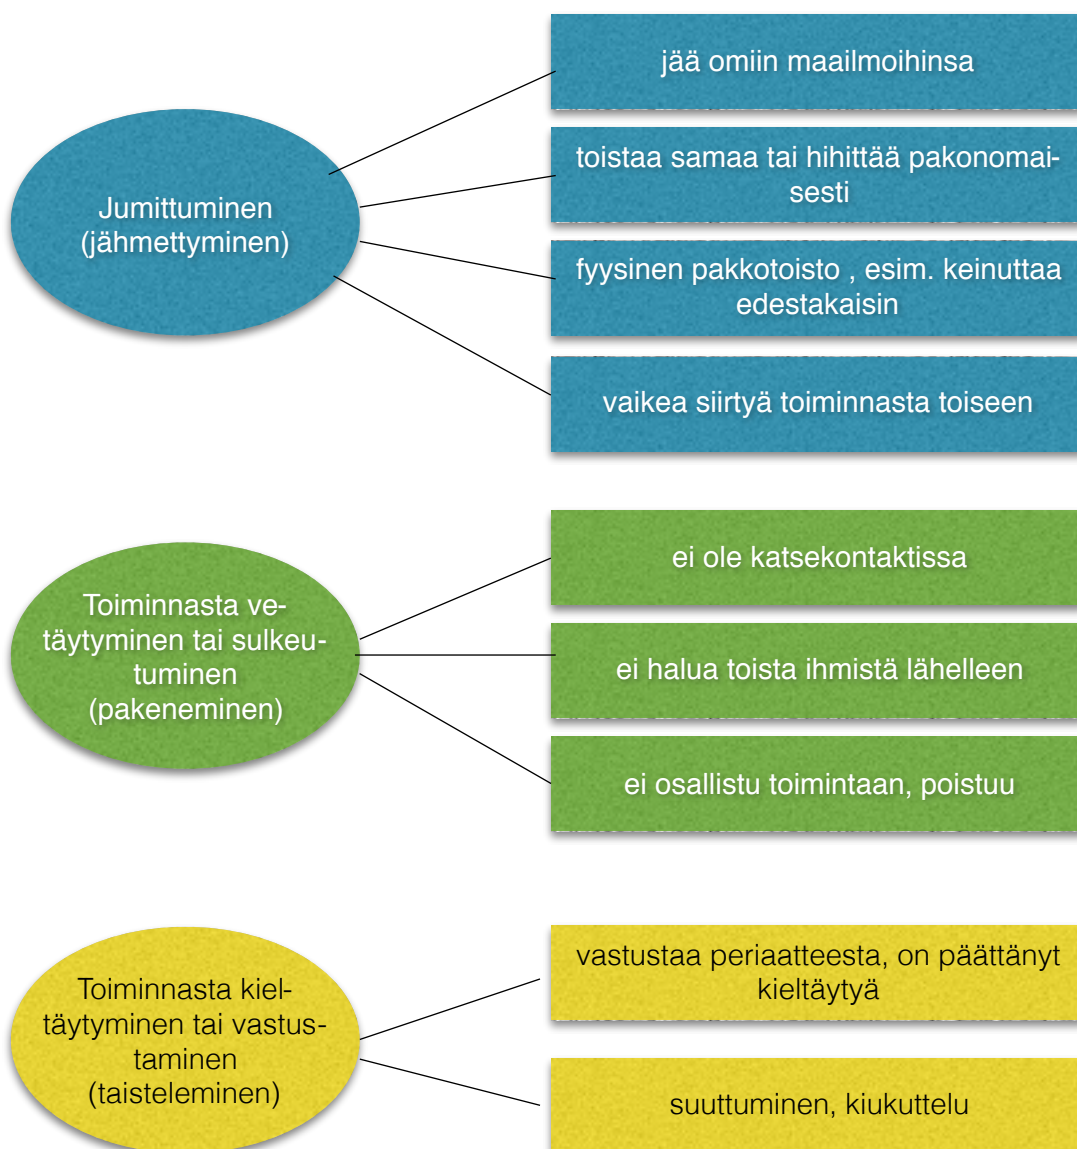 jää omiin maailmoihinsa
toistaa samaa tai hihittää pakonomai-
sesti
Jumittuminen
(jähmettyminen)
fyysinen pakkotoisto , esim. keinuttaa
edestakaisin
vaikea siirtyä toiminnasta toiseen
ei ole katsekontaktissa
Toiminnasta ve-
täytyminen tai sulkeu-
tuminen
(pakeneminen)
ei halua toista ihmistä lähelleen
ei osallistu toimintaan, poistuu
vastustaa periaatteesta, on päättänyt
kieltäytyä
Toiminnasta kiel-
täytyminen tai vastus-
taminen
(taisteleminen)
suuttuminen, kiukuttelu